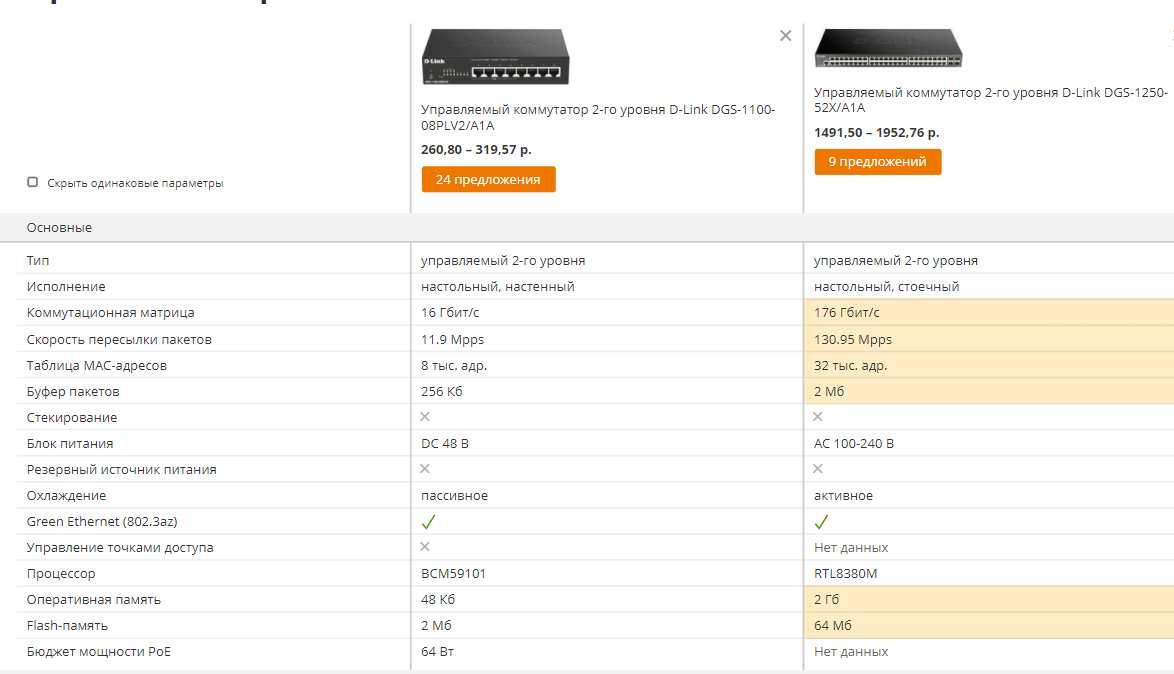 D-Link
Управляемый коммутатор 2-го уровня D-Link DGS-1100-
08PLV2/A1A
260,80 – 319,57 р.
24 предложения
Управляемый коммутатор 2-го уровня D-Link DGS-1250-
52X/A1A
1491,50 – 1952,76 р.
9 предложений
Скрыть одинаковые параметры
Основные
Тип управляемый 2-го уровня управляемый 2-го уровня
Исполнение настольный, настенный настольный, стоечный
Коммутационная матрица 16 Гбит/с 176 Гбит/с
Скорость пересылки пакетов 11.9 Mpps 130.95 Mpps
Таблица MAC-адресов 8 тыс. адр. 32 тыс. адр.
Буфер пакетов 256 Кб 2 Мб
Стекирование
Блок питания DC 48 В AC 100-240 В
Резервный источник питания
Охлаждение пассивное активное
Green Ethernet (802.3az)
Управление точками доступа Нет данных
Процессор BCM59101 RTL8380M
Оперативная память 48 Кб 2 Гб
Flash-память 2 Мб 64 Мб
Бюджет мощности PoE 64 Вт Нет данных